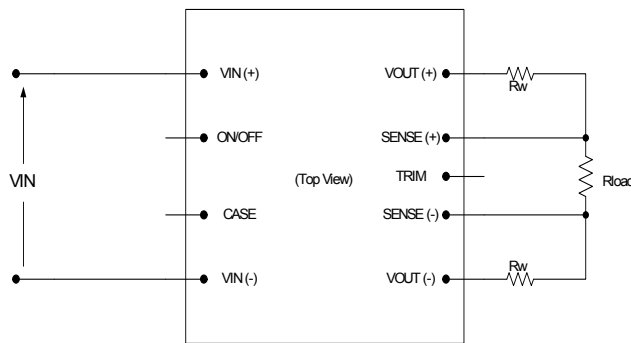 VIN (+)
VOUT (+)
Rw
ON/OFF
SENSE (+)
VIN
(Top View)
TRIM
Rload
CASE
SENSE (-)
VIN (-)
VOUT (-)
Rw